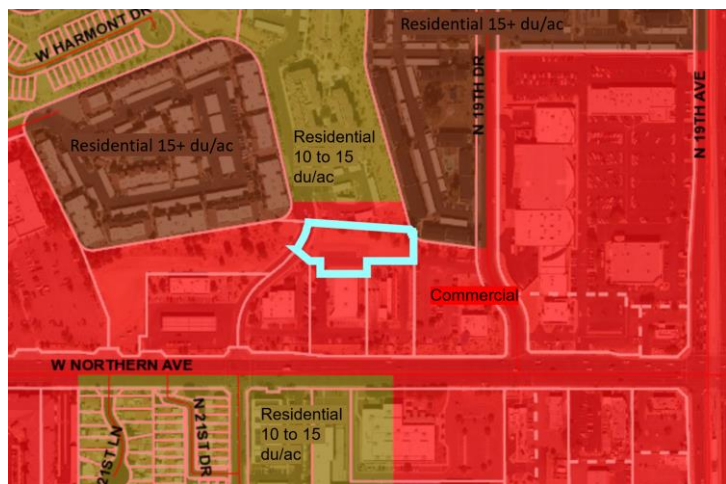 W HARMONT DR
Residential 15+ du/ac
N 19TH DR
N 19TH AVE
Residential 15+ du/ac
Residential
10 to 15
du/ac
Commercial
W NORTHERN AVE
21ST LN
N 21ST DR
Residential
10 to 15
du/ac